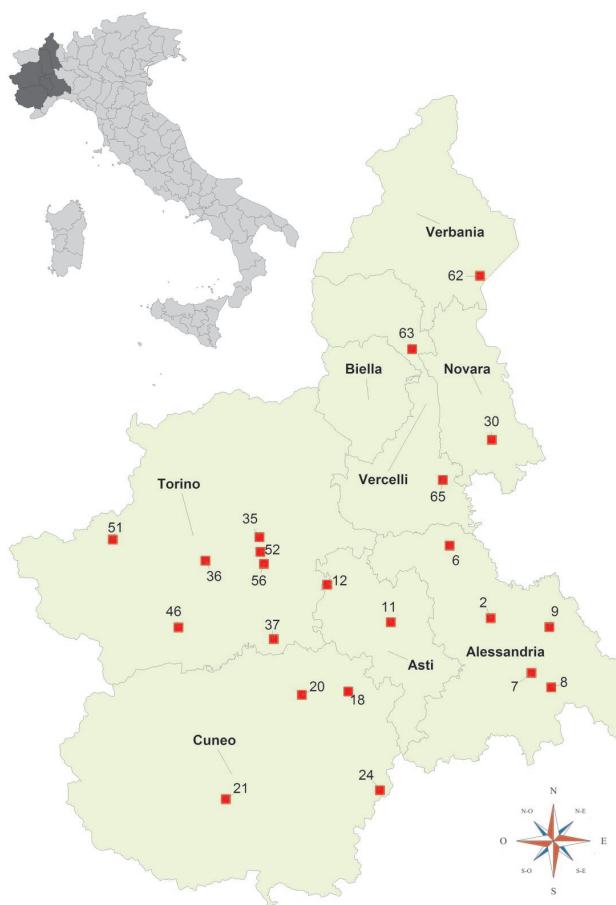 Verbania
62
63
Biella
Novara
30
Torino
Vercelli
65
35
51
52
6
36
56
12
2
9
11
46
37
Alessandria
Asti
7
8
20
18
Cuneo
24
21
N
N-O
N-E
O
E
S-O
S-E
S